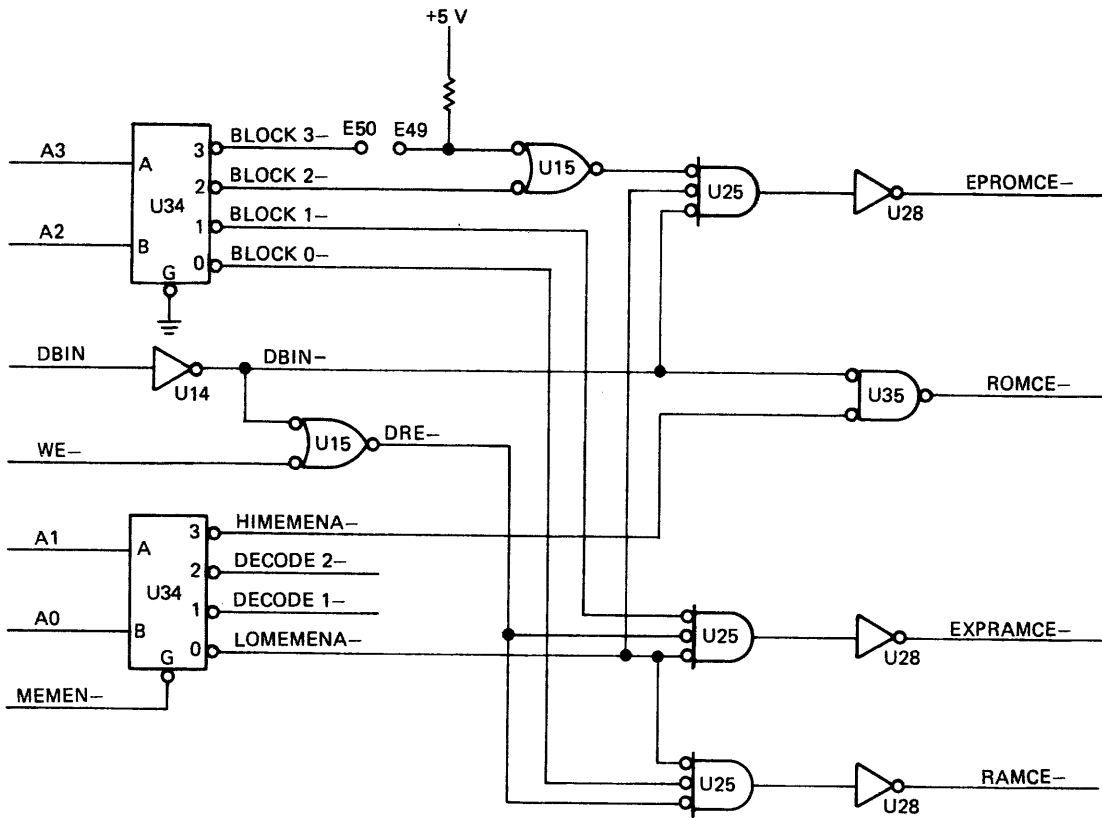 +5 V
A3
A
3
BLOCK 3–
E50
E49
U15
U25
U28
EPROMCE–
2
BLOCK 2–
U34
1
BLOCK 1–
A2
B
0
BLOCK 0–
G
DBIN
U14
DBIN–
U35
ROMCE–
WE–
U15
DRE–
A1
A
3
HIMEMENA–
2
DECODE 2–
U34
1
DECODE 1–
A0
B
0
LOMEMENA–
G
MEMEN–
U25
U28
EXPRAMCE–
U25
U28
RAMCE–